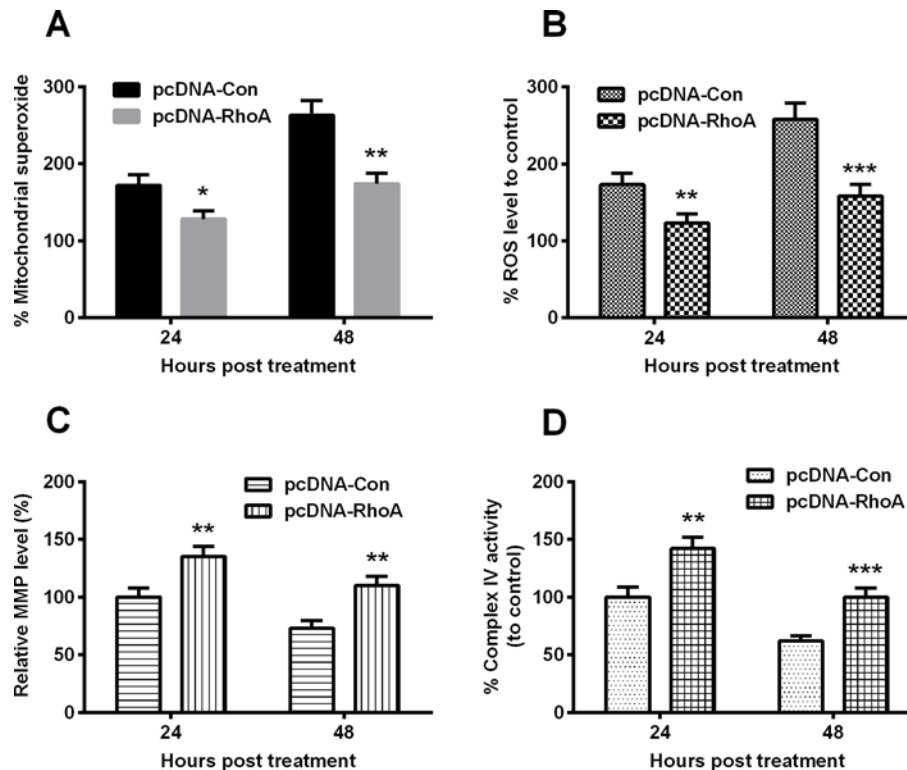 A
% Mitochondrial superoxide
300
200
100
0
pcDNA-Con
pcDNA-RhoA
*
**
24
48
Hours post treatment
B
% ROS level to control
300
200
100
0
pcDNA-Con
pcDNA-RhoA
**
***
24
48
Hours post treatment
C
Relative MMP level (%)
200
150
100
50
0
pcDNA-Con
pcDNA-RhoA
**
**
24
48
Hours post treatment
D
% Complex IV activity
(to control)
200
150
100
50
0
pcDNA-Con
pcDNA-RhoA
**
***
24
48
Hours post treatment